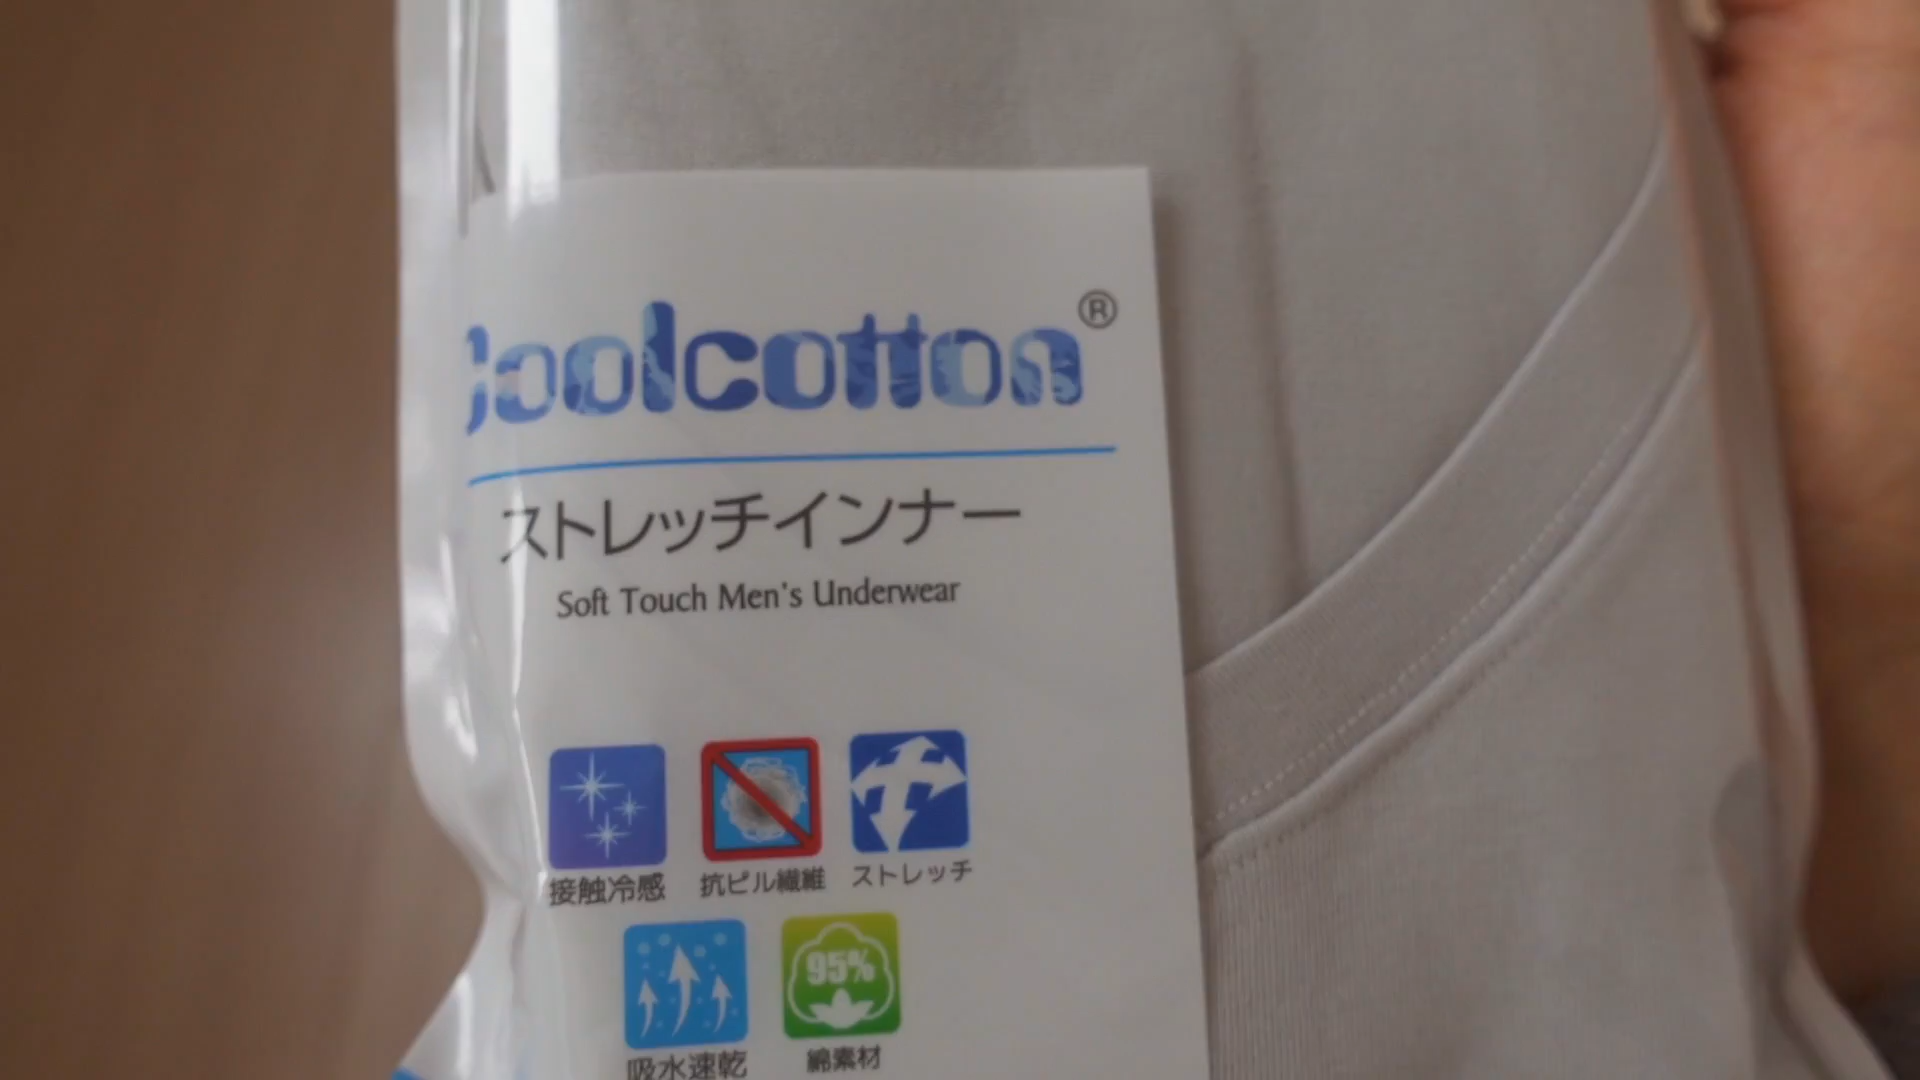 Coolcotton®
ストレッチインナー
Soft Touch Men's Underwear
接触冷感
抗ピル繊維
ストレッチ
95%
吸水速乾
綿素材